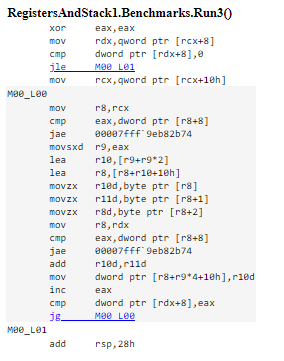 RegistersAndStack1.Benchmarks.Run3()
xor eax,eax
mov rdx,qword ptr [rcx+8]
cmp dword ptr [rdx+8],0
jle M00_L01
mov rcx,qword ptr [rcx+10h]
M00_L00
mov r8,rcx
cmp eax,dword ptr [r8+8]
jae 00007fff`9eb82b74
movsxd r9,eax
lea r10,[r9+r9*2]
lea r8,[r8+r10+10h]
movzx r10d,byte ptr [r8]
movzx r11d,byte ptr [r8+1]
movzx r8d,byte ptr [r8+2]
mov r8,rdx
cmp eax,dword ptr [r8+8]
jae 00007fff`9eb82b74
add r10d,r11d
mov dword ptr [r8+r9*4+10h],r10d
inc eax
cmp dword ptr [rdx+8],eax
jg M00_L00
M00_L01
add rsp,28h